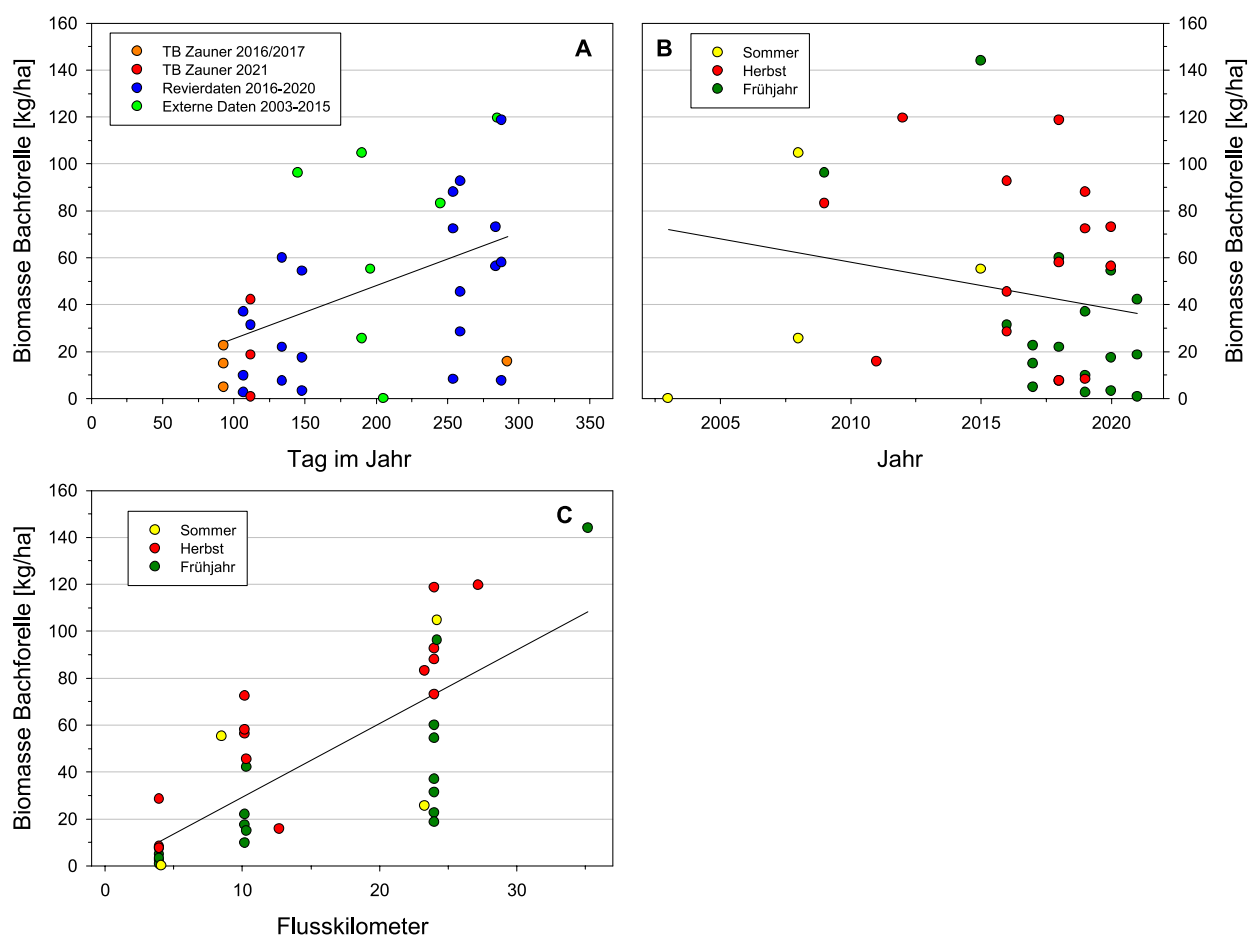 160
140
120
100
80
60
40
20
0
Biomasse Bachforelle [kg/ha]
TB Zauner 2016/2017
TB Zauner 2021
Revierdaten 2016-2020
Externe Daten 2003-2015
A
0 50 100 150 200 250 300 350
Tag im Jahr
B
Sommer
Herbst
Frühjahr
160
140
120
100
80
60
40
20
0
Biomasse Bachforelle [kg/ha]
2005 2010 2015 2020
Jahr
160
140
120
100
80
60
40
20
0
Biomasse Bachforelle [kg/ha]
Sommer
Herbst
Frühjahr
C
0 10 20 30
Flusskilometer